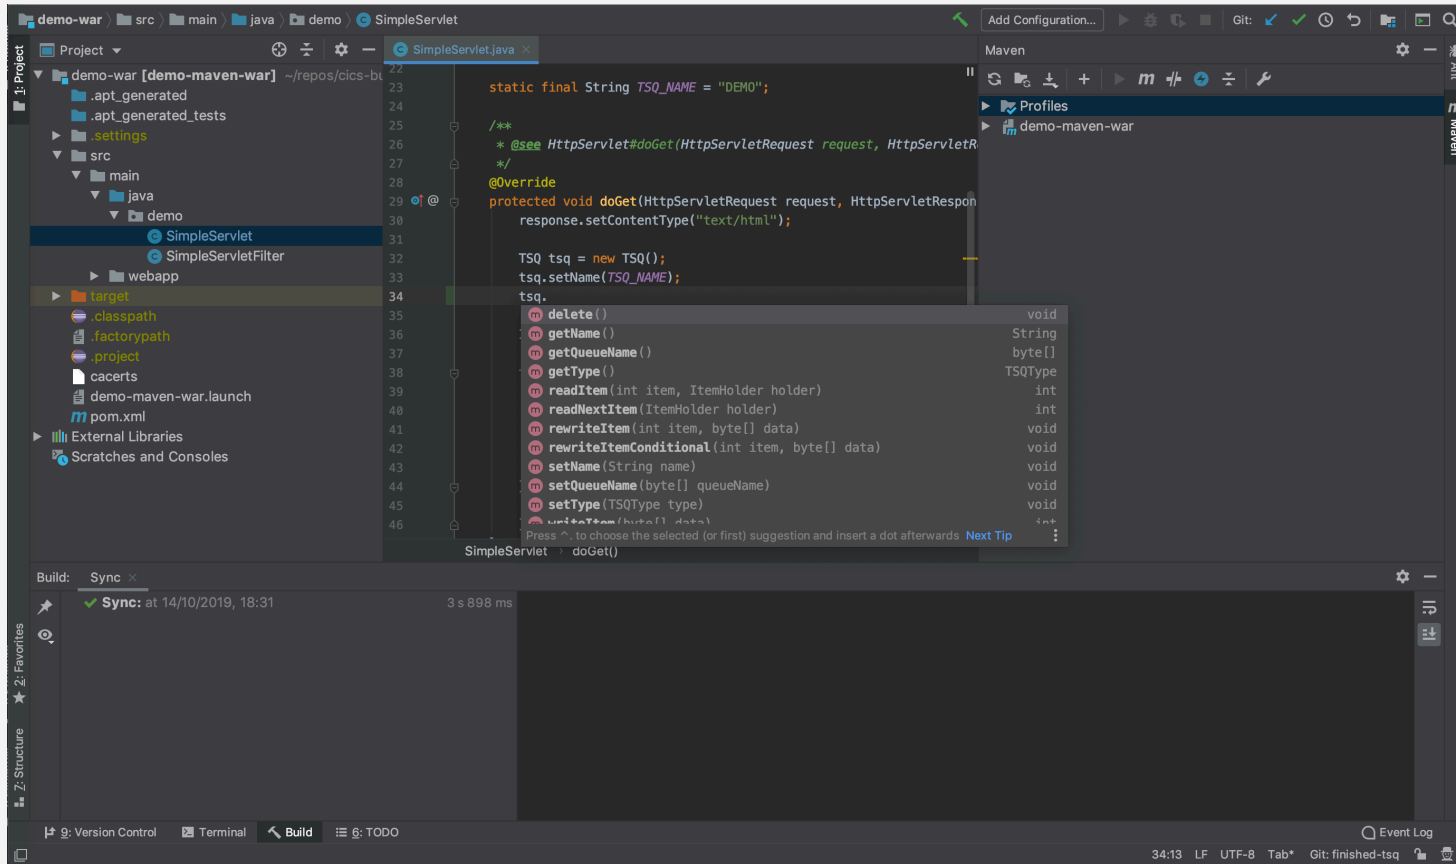 demo-war src main java demo SimpleServlet
Add Configuration... Git:
1: Project
Project
SimpleServlet.java
Maven
demo-war [demo-maven-war] ~/repos/cics-bu
.apt_generated
.apt_generated_tests
.settings
src
main
java
demo
SimpleServlet
SimpleServletFilter
webapp
target
.classpath
.factorypath
.project
cacerts
demo-maven-war.launch
pom.xml
External Libraries
Scratches and Consoles
22
23 static final String TSQ_NAME = "DEMO";
24
25 /**
26 * @see HttpServlet#doGet(HttpServletRequest request, HttpServletR
27 */
28 @Override
29 protected void doGet(HttpServletRequest request, HttpServletRespon
30 response.setContentType("text/html");
31
32 TSQ tsq = new TSQ();
33 tsq.setName(TSQ_NAME);
34 tsq.
35
36
37
38
39
40
41
42
43
44
45
46
delete() void
getName() String
getQueueName() byte[]
getType() TSQType
readItem(int item, ItemHolder holder) int
readNextItem(ItemHolder holder) int
rewriteItem(int item, byte[] data) void
rewriteItemConditional(int item, byte[] data) void
setName(String name) void
setQueueName(byte[] queueName) void
setType(TSQType type) void
writeItem(byte[] data) int
Press ^. to choose the selected (or first) suggestion and insert a dot afterwards Next Tip
SimpleServlet › doGet()
Profiles
demo-maven-war
Ant
Maven
Build: Sync
Sync: at 14/10/2019, 18:31 3 s 898 ms
2: Favorites
Z: Structure
9: Version Control Terminal Build 6: TODO Event Log
34:13 LF UTF-8 Tab* Git: finished-tsq